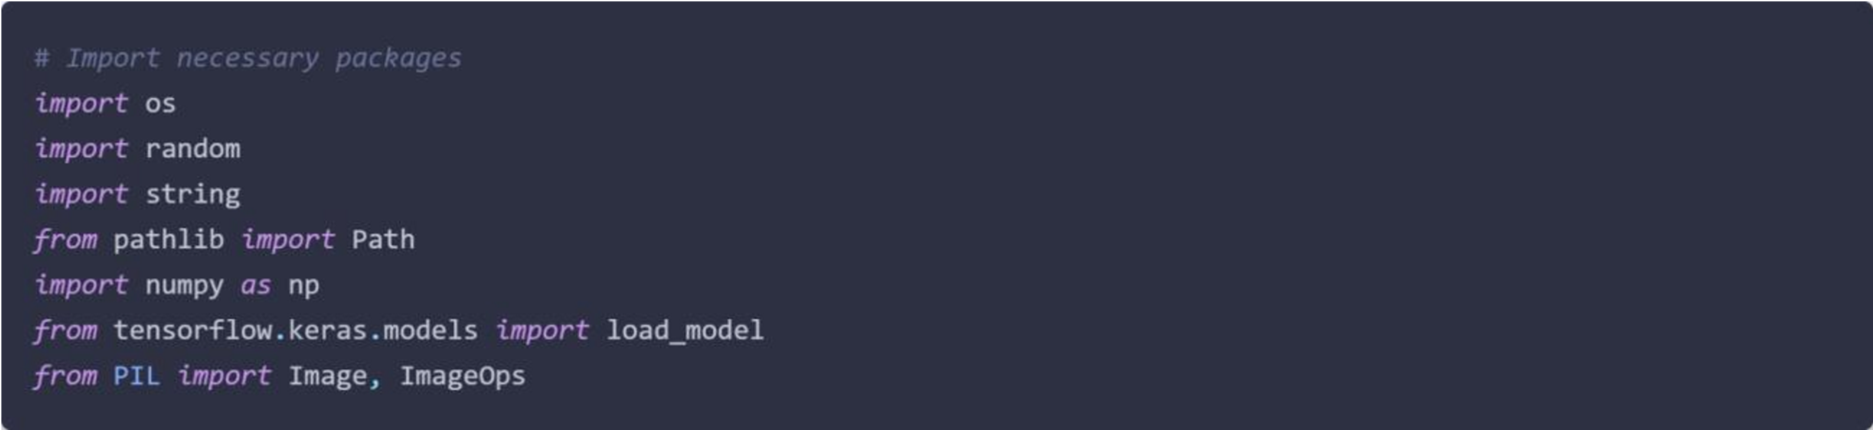 # Import necessary packages
import os
import random
import string
from pathlib import Path
import numpy as np
from tensorflow.keras.models import load_model
from PIL import Image, ImageOps